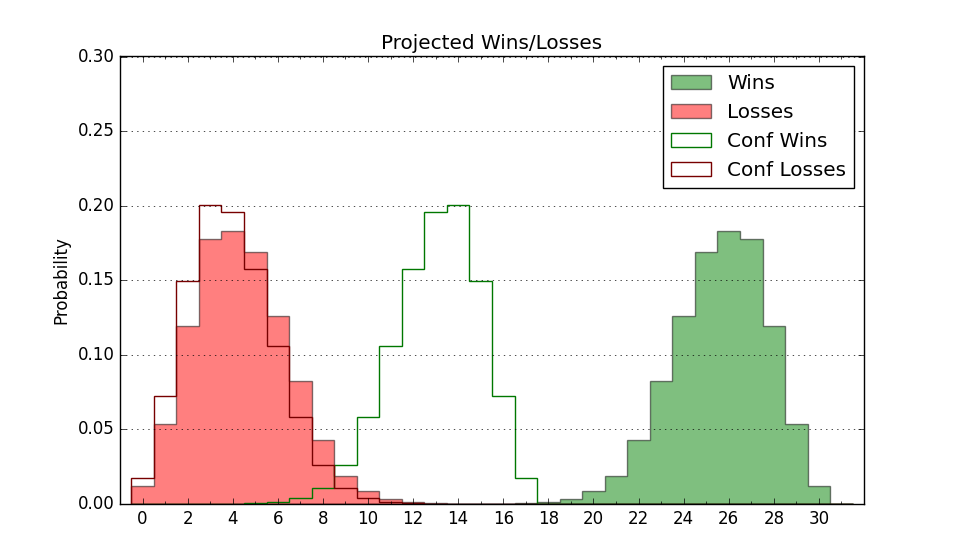 Projected Wins/Losses
0.30
0.25
0.20
0.15
0.10
0.05
0.00
Probability
Wins
Losses
Conf Wins
Conf Losses
0 2 4 6 8 10 12 14 16 18 20 22 24 26 28 30